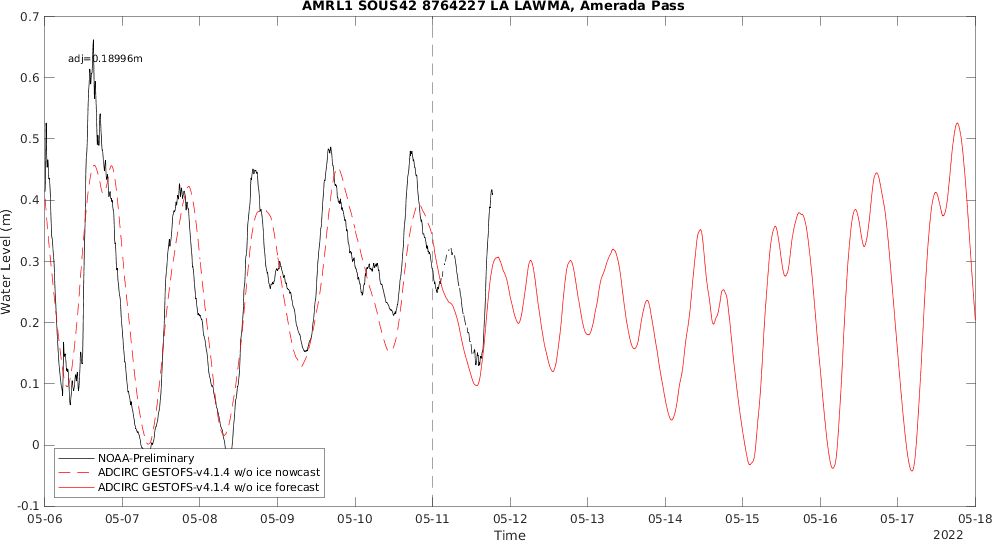 AMRL1 SOUS42 8764227 LA LAWMA, Amerada Pass
adj=0.18996m
Water Level (m)
0.7
0.6
0.5
0.4
0.3
0.2
0.1
0
-0.1
NOAA-Preliminary
ADCIRC GESTOFS-v4.1.4 w/o ice nowcast
ADCIRC GESTOFS-v4.1.4 w/o ice forecast
05-06 05-07 05-08 05-09 05-10 05-11 05-12 05-13 05-14 05-15 05-16 05-17 05-18
Time
2022